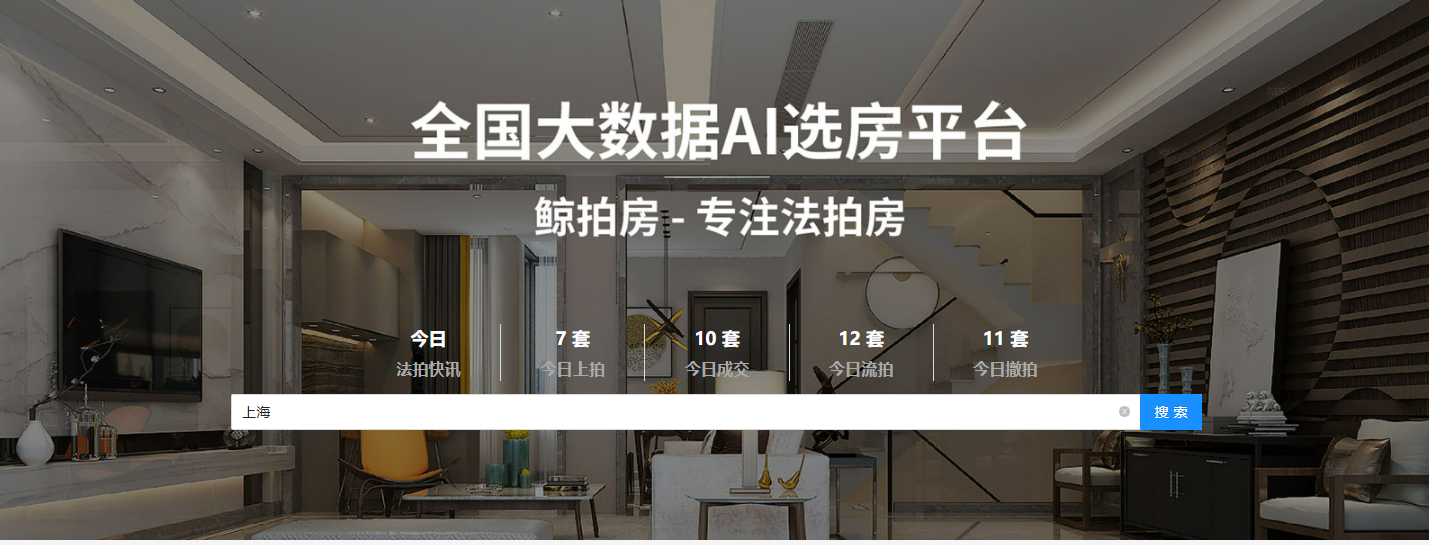 全国大数据AI选房平台
鲸拍房 - 专注法拍房
今日 7 套 10 套 12 套 11 套
法拍快讯 今日上拍 今日成交 今日流拍 今日撤拍
上海 搜 索